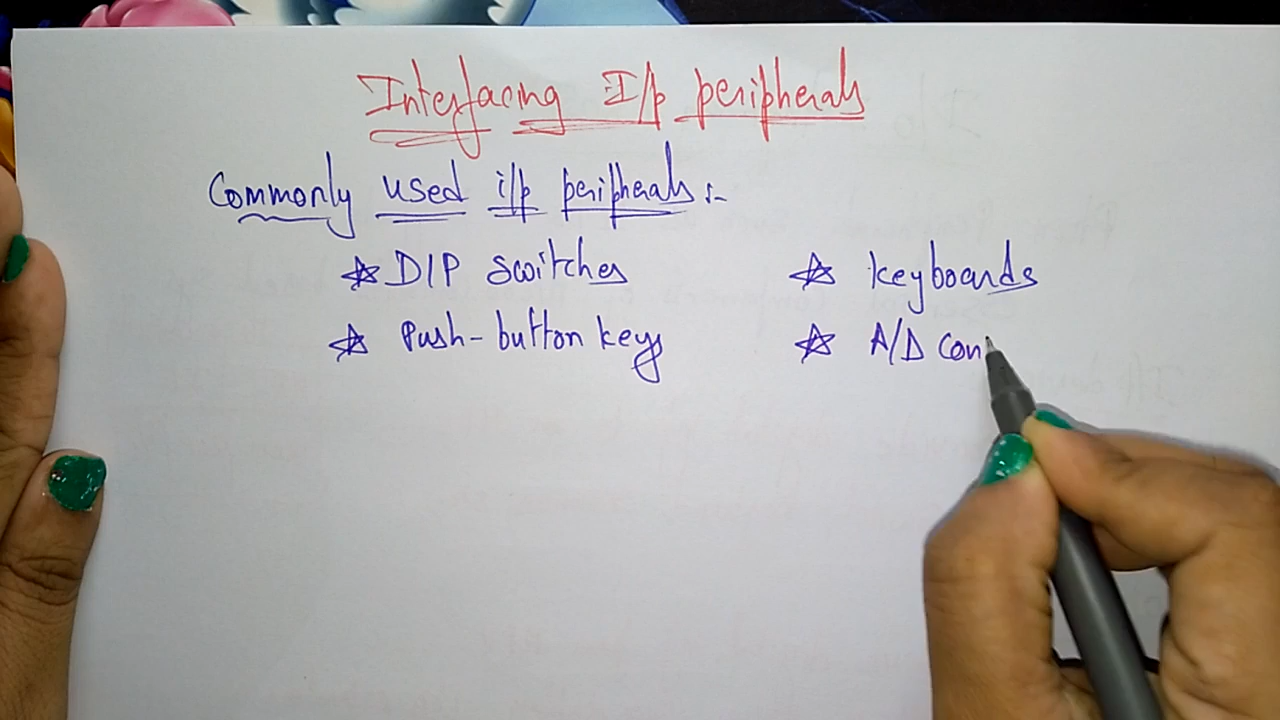 Interfacing I/p peripherals
Commonly used i/p peripherals :-
☆ DIP switches
☆ keyboards
☆ Push-button keys
☆ A/D con